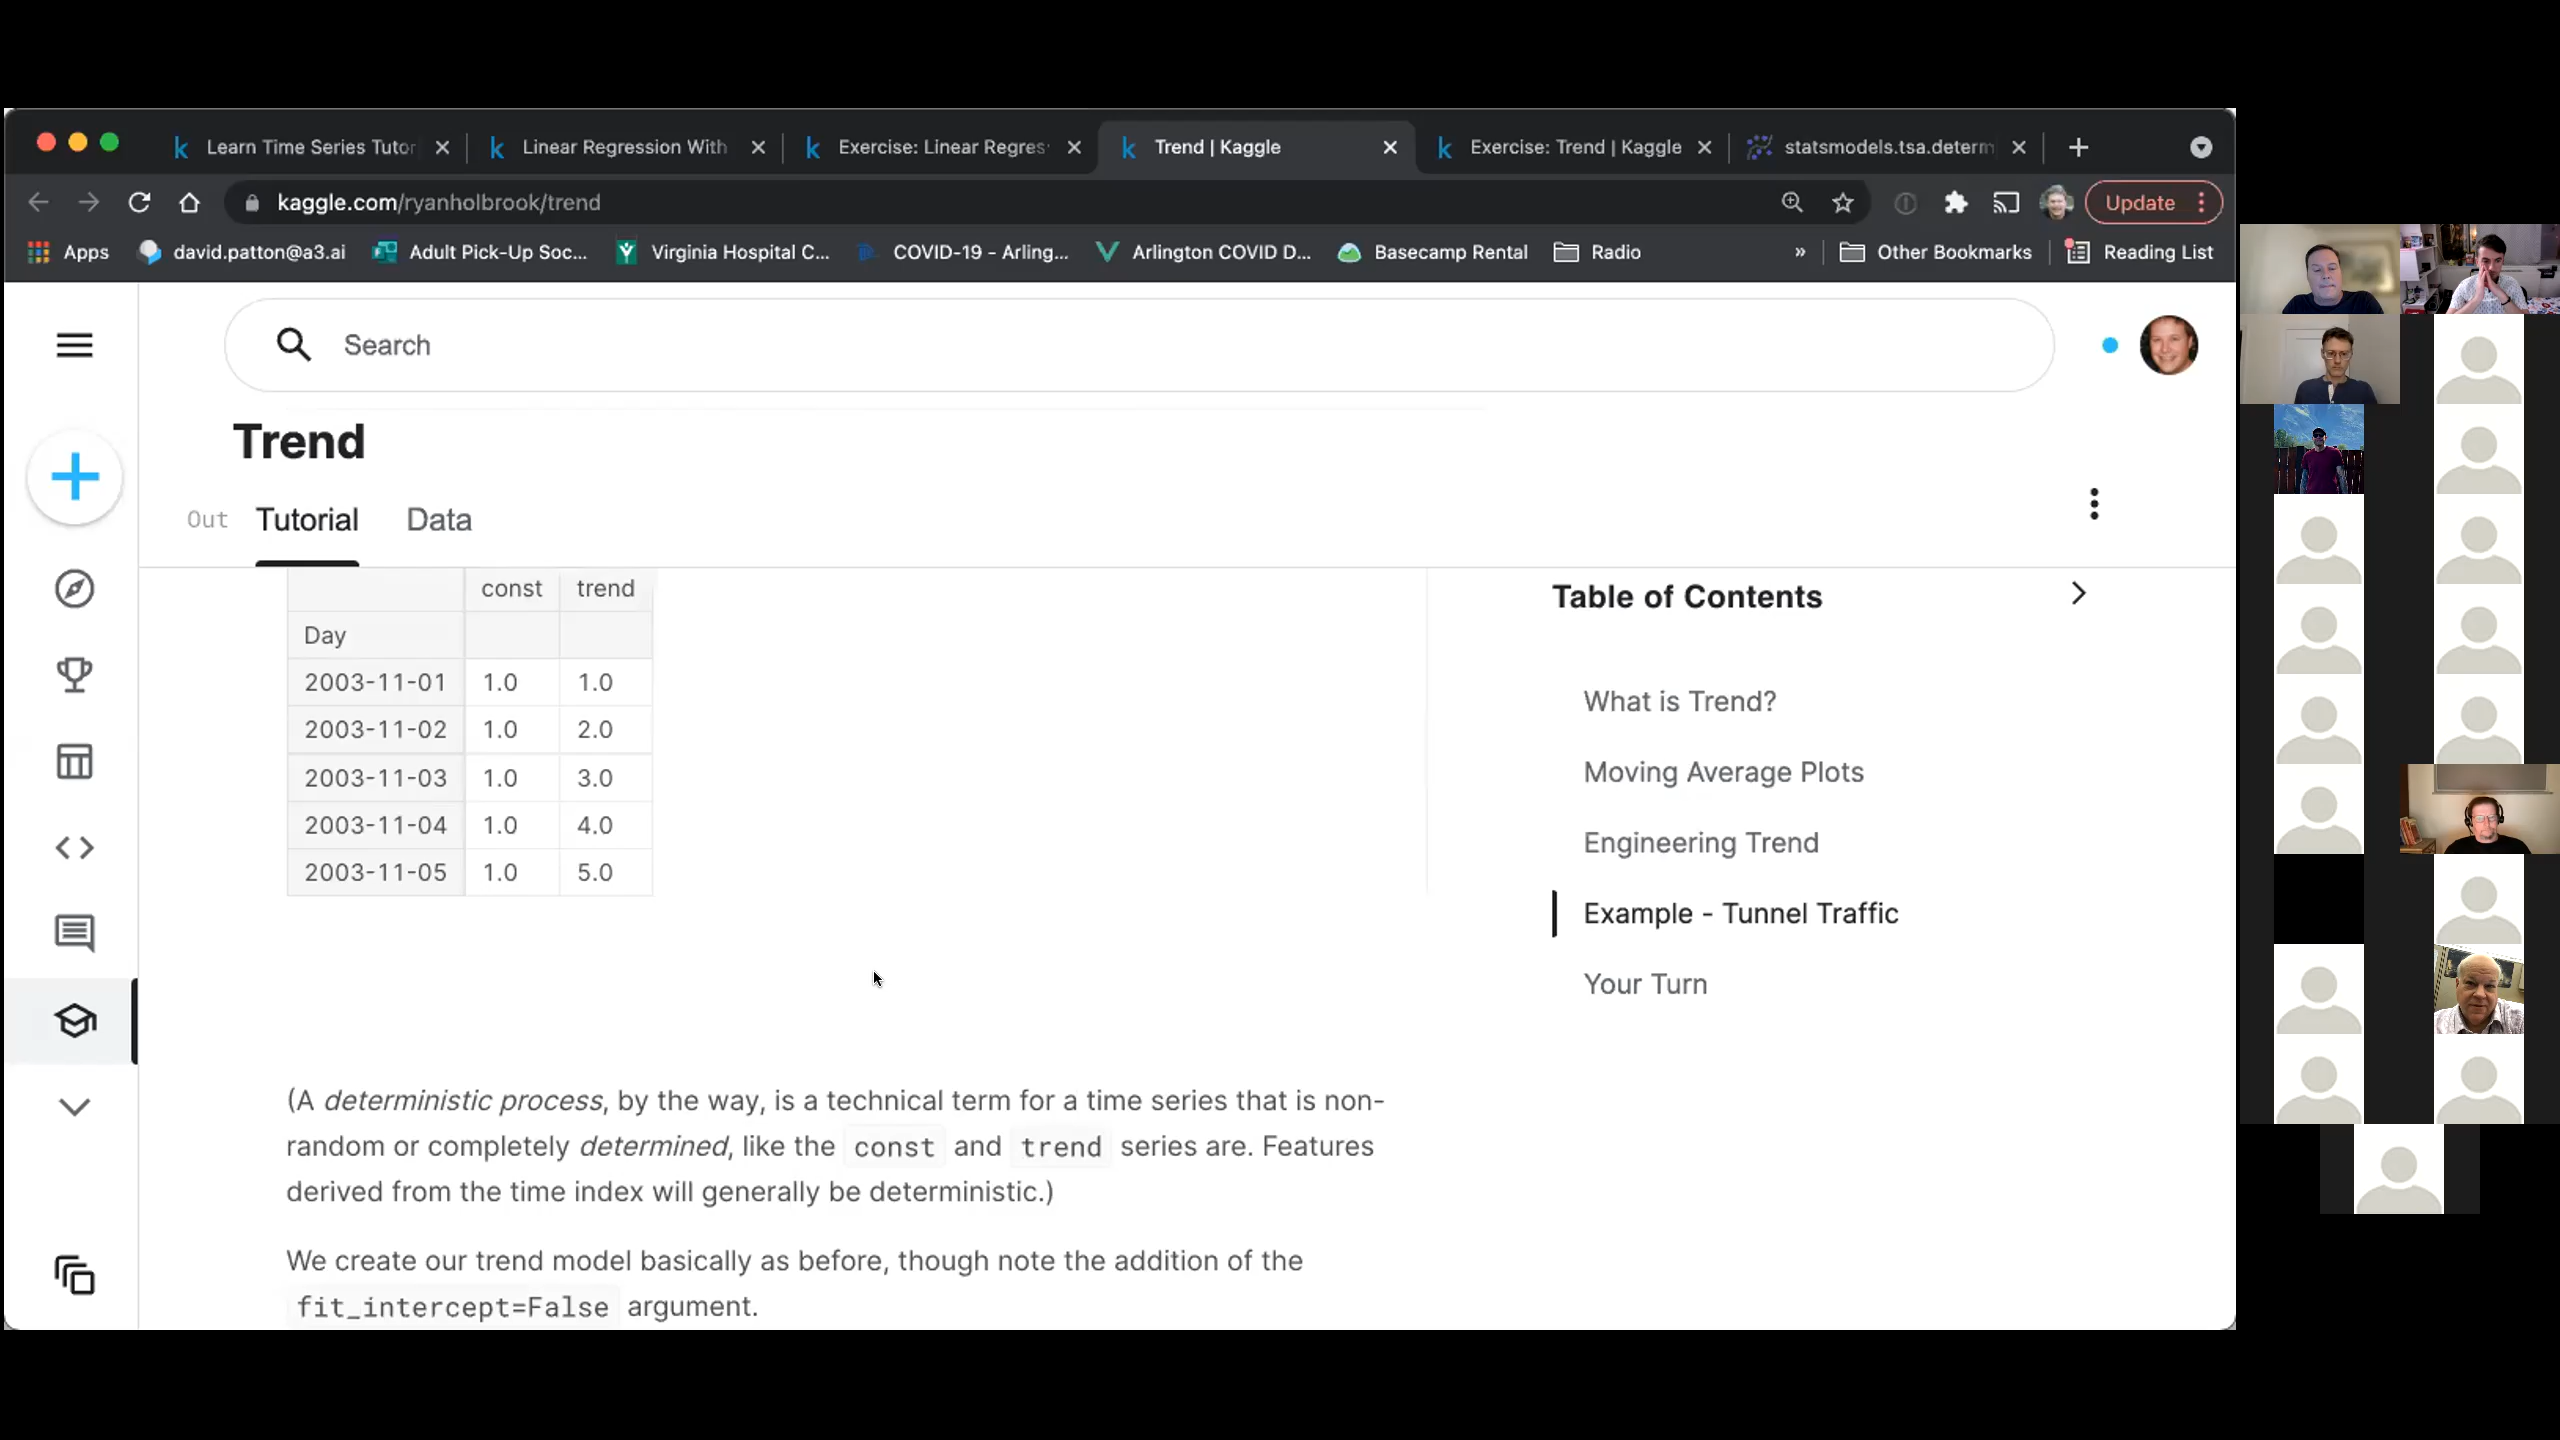 Learn Time Series Tutor
Linear Regression With
Exercise: Linear Regres
Trend | Kaggle
Exercise: Trend | Kaggle
statsmodels.tsa.determ
kaggle.com/ryanholbrook/trend
Update
Apps
david.patton@a3.ai
Adult Pick-Up Soc...
Virginia Hospital C...
COVID-19 - Arling...
Arlington COVID D...
Basecamp Rental
Radio
»
Other Bookmarks
Reading List
Search
Trend
Out
Tutorial
Data
const trend
Day
2003-11-01 1.0 1.0
2003-11-02 1.0 2.0
2003-11-03 1.0 3.0
2003-11-04 1.0 4.0
2003-11-05 1.0 5.0
(A deterministic process, by the way, is a technical term for a time series that is non-
random or completely determined, like the const and trend series are. Features
derived from the time index will generally be deterministic.)
We create our trend model basically as before, though note the addition of the
fit_intercept=False argument.
Table of Contents
What is Trend?
Moving Average Plots
Engineering Trend
Example - Tunnel Traffic
Your Turn